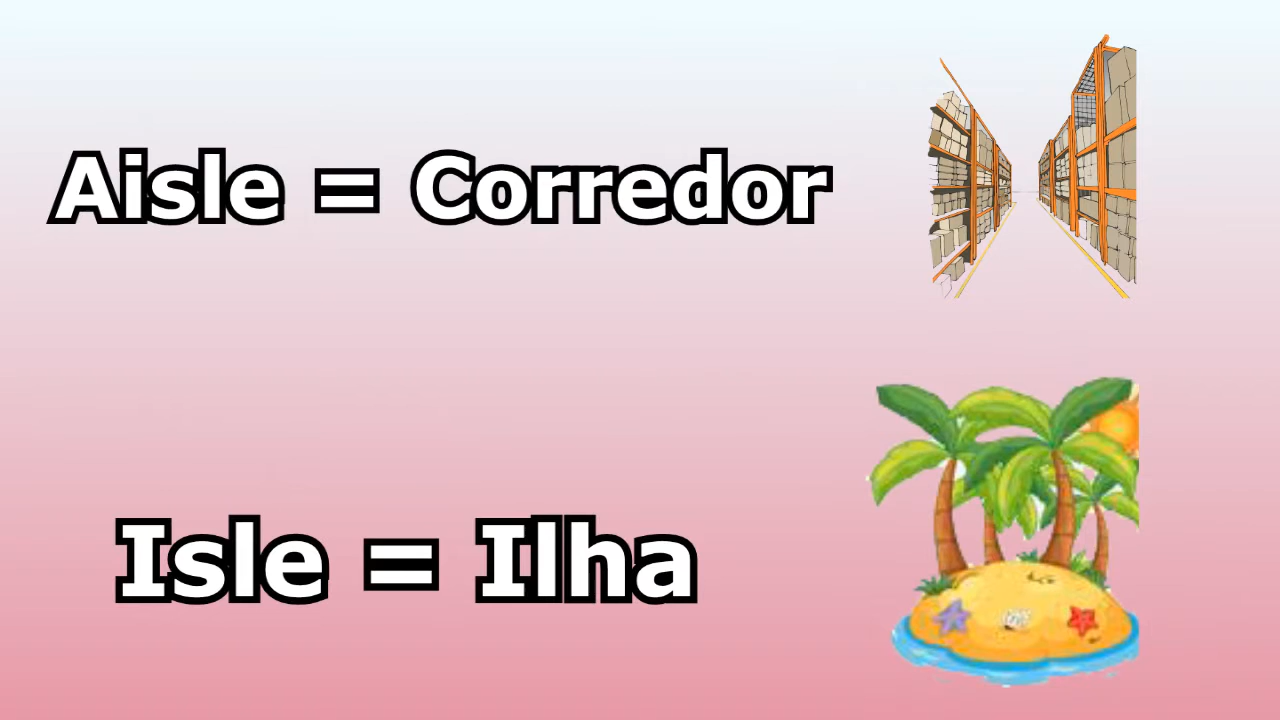 Aisle = Corredor
Isle = Ilha